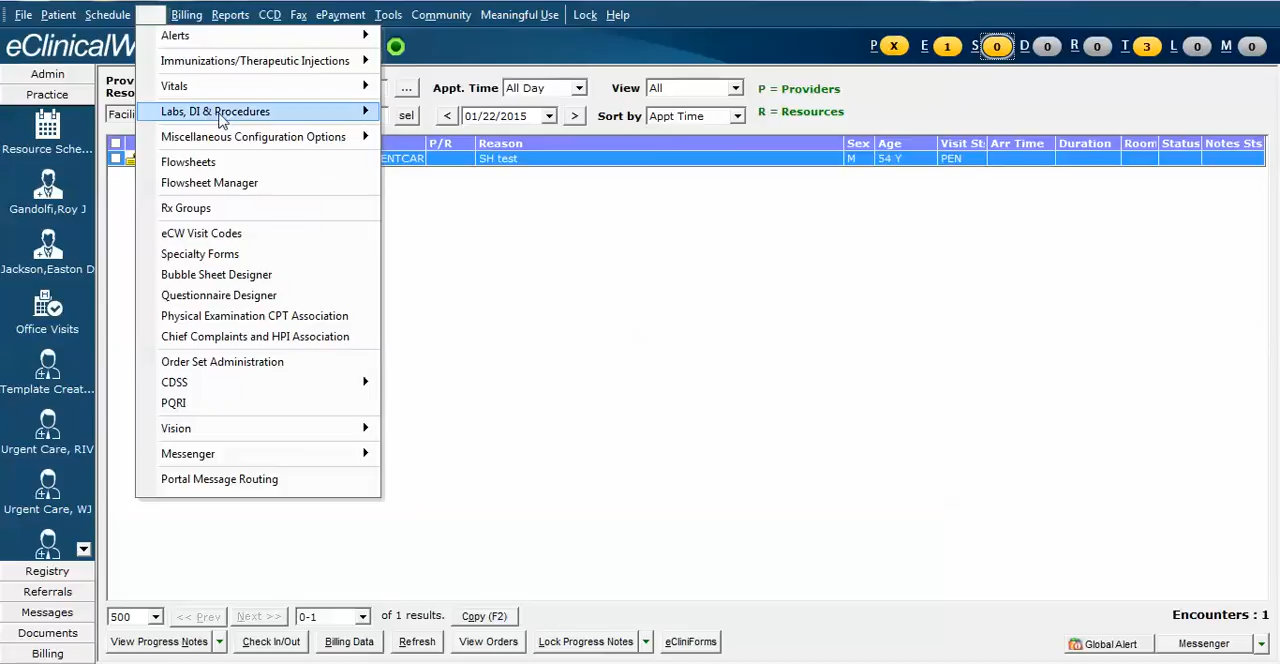 File Patient Schedule Billing Reports CCD Fax ePayment Tools Community Meaningful Use Lock Help
eClinicalW
P X E 1 S 0 D 0 R 0 T 3 L 0 M 0
Admin
Practice
Resource Sche...
Gandolfi,Roy J
Jackson,Easton D
Office Visits
Template Creat...
Urgent Care, RIV
Urgent Care, WJ
Registry
Referrals
Messages
Documents
Billing
Alerts
Immunizations/Therapeutic Injections
Vitals
Labs, DI & Procedures
Miscellaneous Configuration Options
Flowsheets
Flowsheet Manager
Rx Groups
eCW Visit Codes
Specialty Forms
Bubble Sheet Designer
Questionnaire Designer
Physical Examination CPT Association
Chief Complaints and HPI Association
Order Set Administration
CDSS
PQRI
Vision
Messenger
Portal Message Routing
Prov
Reso
Facili
... Appt. Time All Day View All P = Providers
sel < 01/22/2015 > Sort by Appt Time R = Resources
P/R Reason Sex Age Visit St Arr Time Duration Room Status Notes Sts
ENTCAR SH test M 54 Y PEN
500 << Prev Next >> 0-1 of 1 results. Copy (F2) Encounters : 1
View Progress Notes Check In/Out Billing Data Refresh View Orders Lock Progress Notes eCliniForms Global Alert Messenger